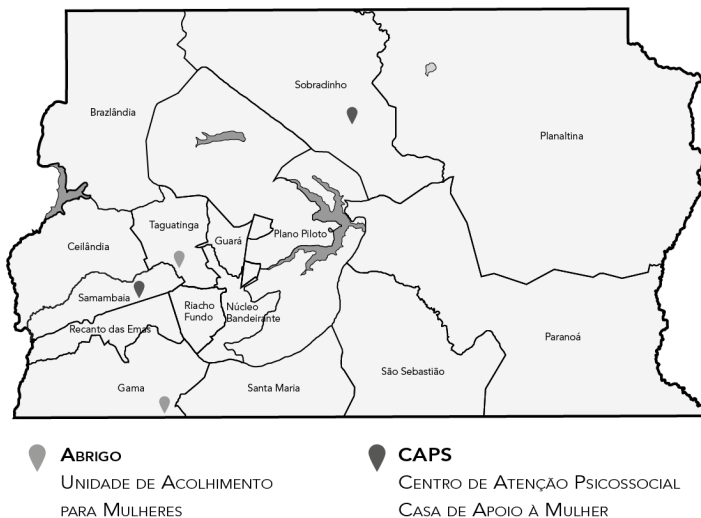 Sobradinho
Brazlândia
Planaltina
Taguatinga
Guará
Plano Piloto
Ceilândia
Samambaia
Riacho
Fundo
Núcleo
Bandeirante
Recanto das Emas
Paranoá
São Sebastião
Gama
Santa Maria
Abrigo
Unidade de Acolhimento
para Mulheres
CAPS
Centro de Atenção Psicossocial
Casa de Apoio à Mulher